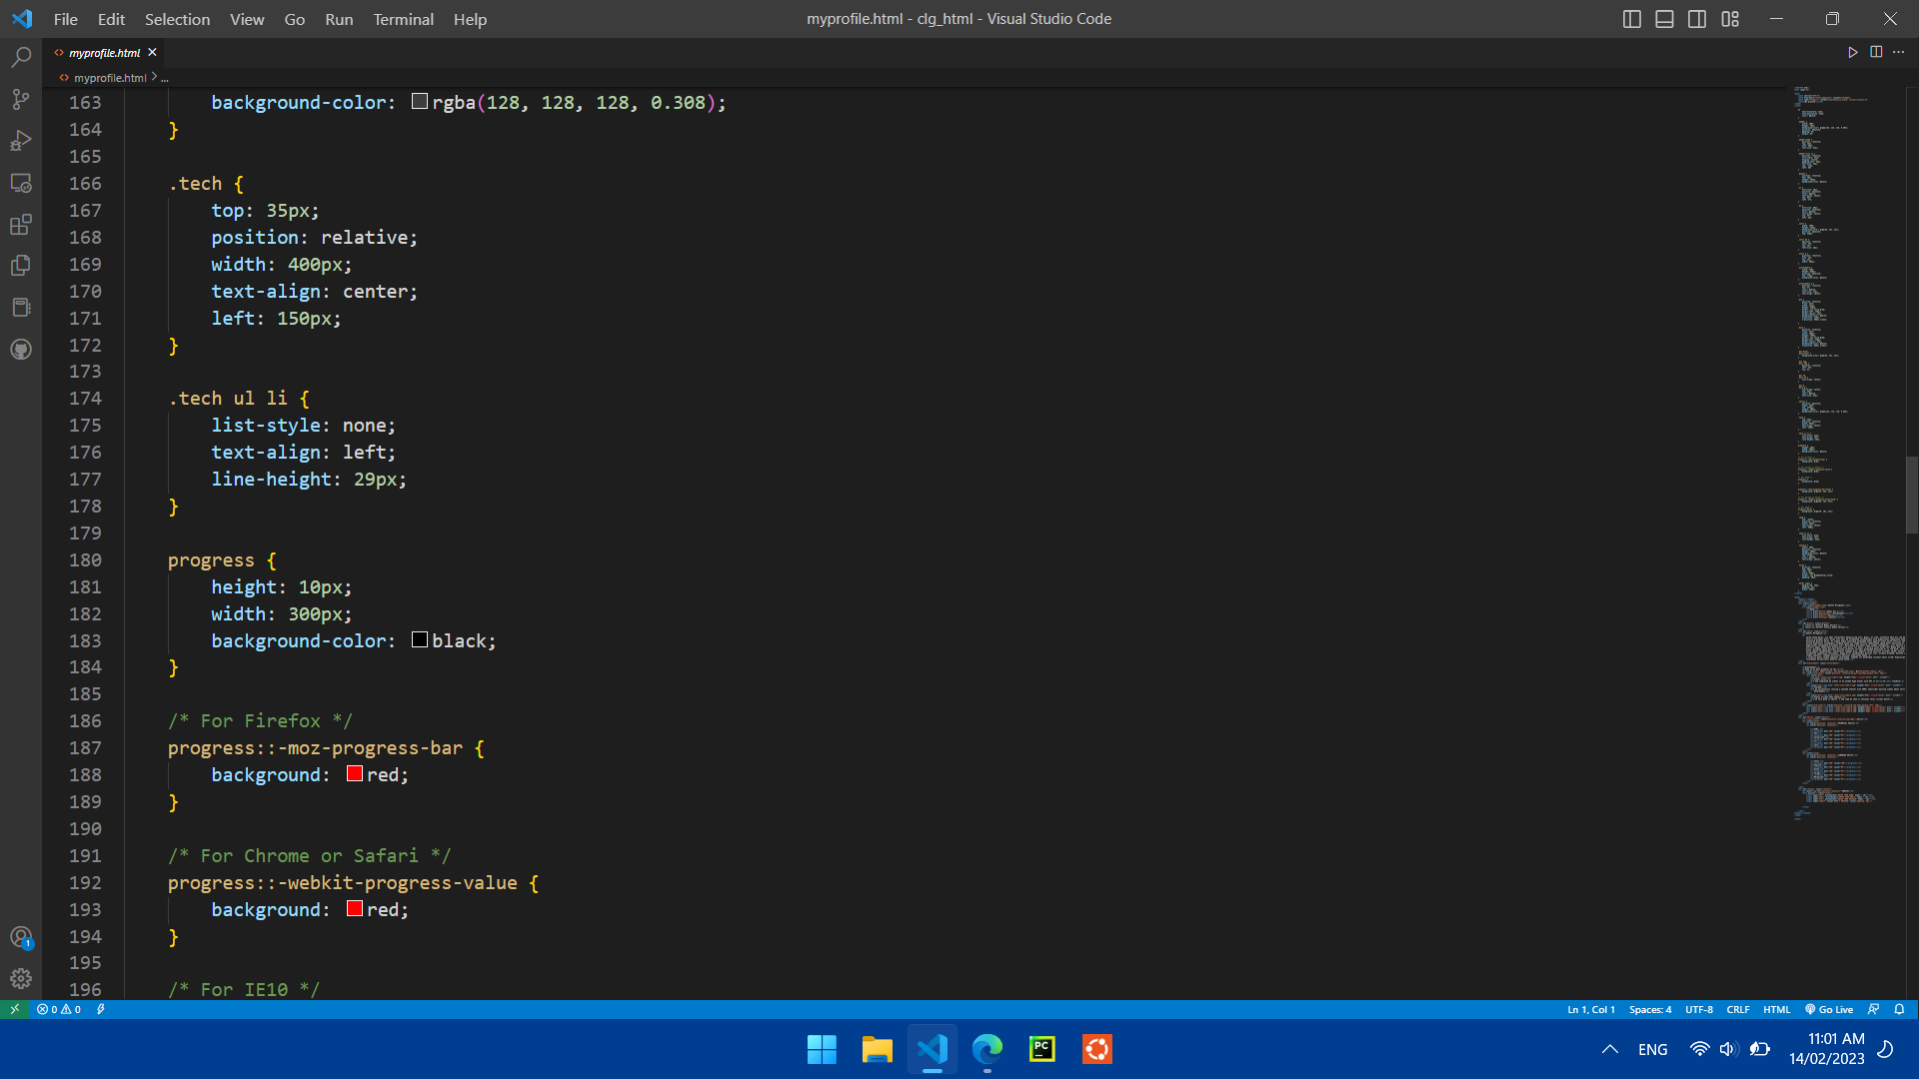 File Edit Selection View Go Run Terminal Help
myprofile.html - clg_html - Visual Studio Code
myprofile.html
myprofile.html > ...
163 background-color: rgba(128, 128, 128, 0.308);
164 }
165
166 .tech {
167 top: 35px;
168 position: relative;
169 width: 400px;
170 text-align: center;
171 left: 150px;
172 }
173
174 .tech ul li {
175 list-style: none;
176 text-align: left;
177 line-height: 29px;
178 }
179
180 progress {
181 height: 10px;
182 width: 300px;
183 background-color: black;
184 }
185
186 /* For Firefox */
187 progress::-moz-progress-bar {
188 background: red;
189 }
190
191 /* For Chrome or Safari */
192 progress::-webkit-progress-value {
193 background: red;
194 }
195
196 /* For IE10 */
1
0 0
Ln 1, Col 1 Spaces: 4 UTF-8 CRLF HTML Go Live
PC
ENG
11:01 AM
14/02/2023